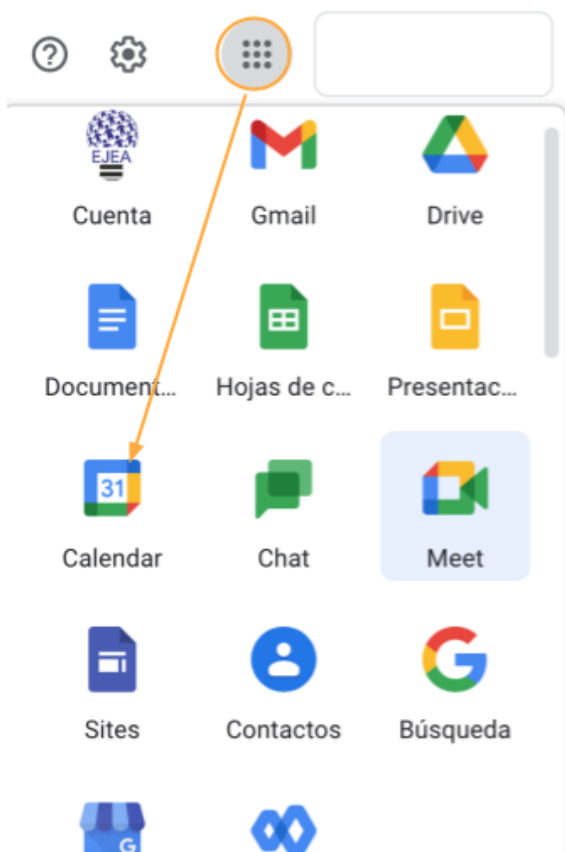 EJEA
Cuenta
Gmail
Drive
Document...
Hojas de c...
Presentac...
31
Calendar
Chat
Meet
Sites
Contactos
Búsqueda
G